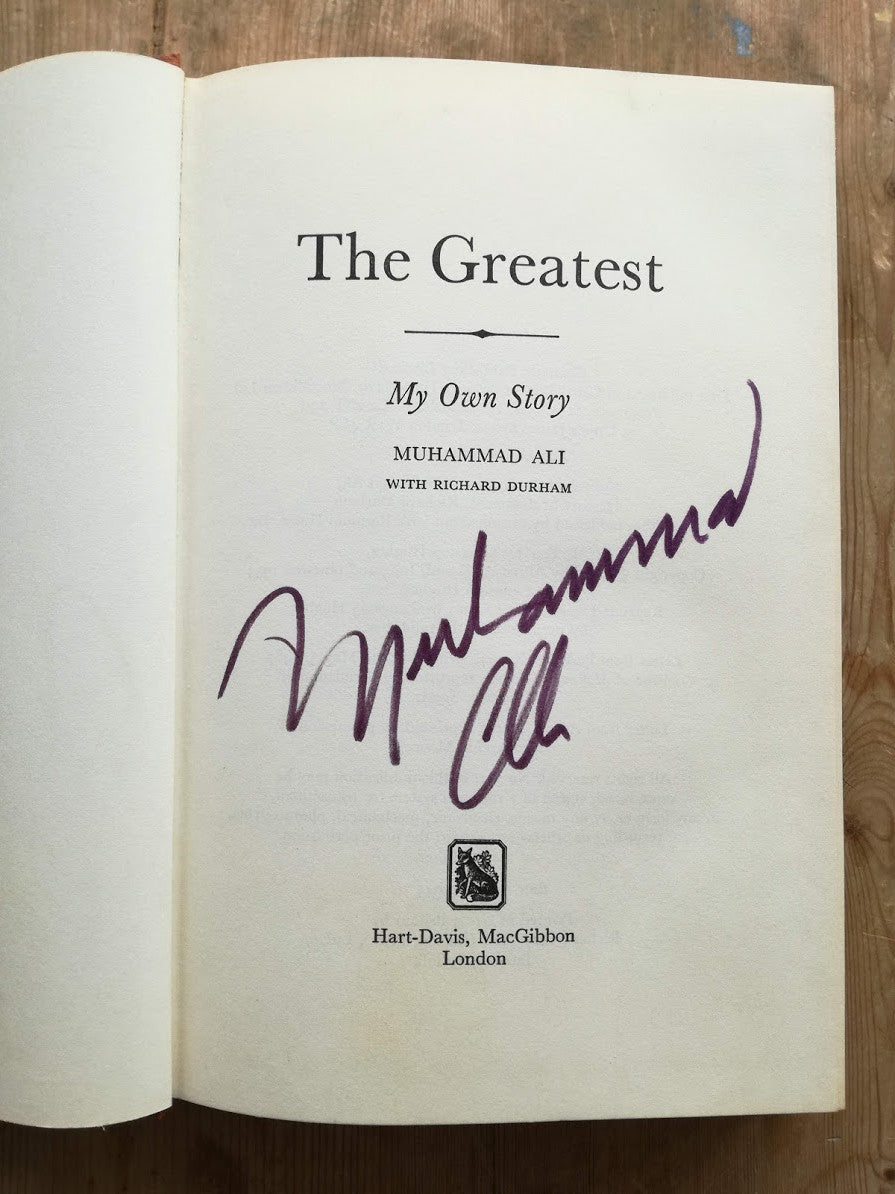 The Greatest
My Own Story
MUHAMMAD ALI
WITH RICHARD DURHAM
Muhammad
Ali
Hart-Davis, MacGibbon
London